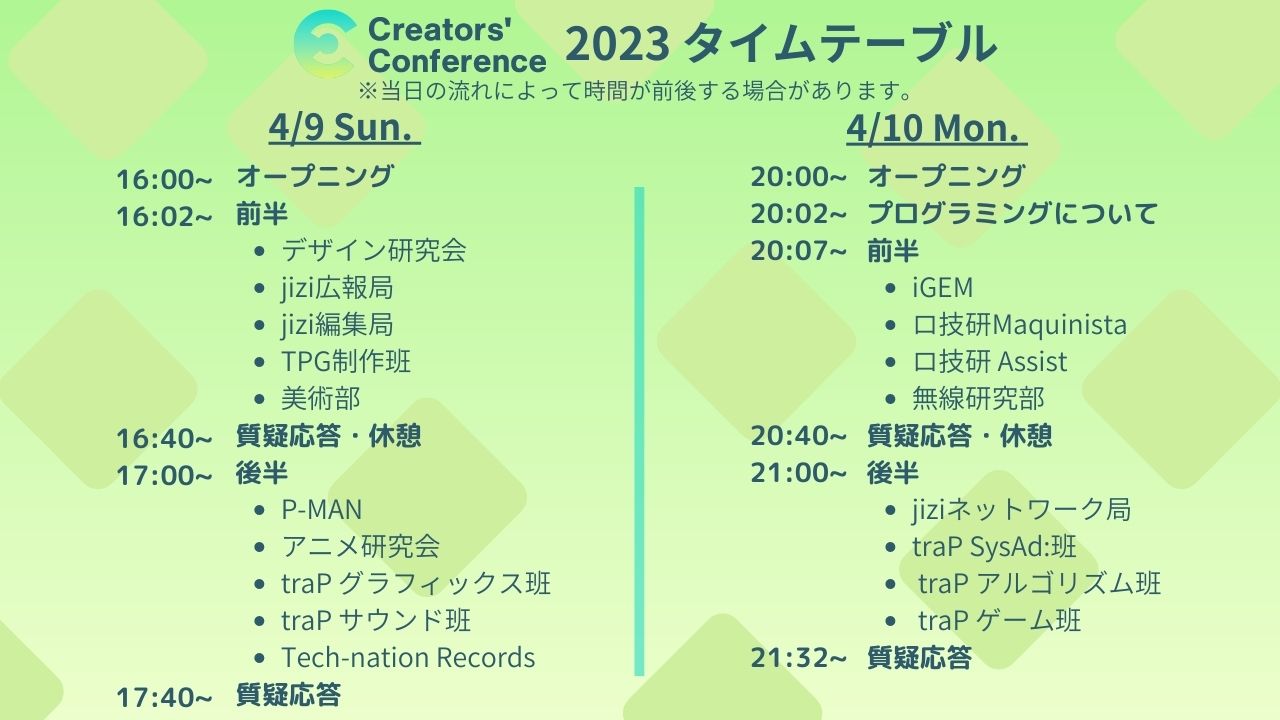 Creators'
Conference
2023 タイムテーブル
※当日の流れによって時間が前後する場合があります。
4/9 Sun.
16:00~ オープニング
16:02~ 前半
• デザイン研究会
• jizi広報局
• jizi編集局
• TPG制作班
• 美術部
16:40~ 質疑応答・休憩
17:00~ 後半
• P-MAN
• アニメ研究会
• traP グラフィックス班
• traP サウンド班
• Tech-nation Records
17:40~ 質疑応答
4/10 Mon.
20:00~ オープニング
20:02~ プログラミングについて
20:07~ 前半
• iGEM
• ロ技研Maquinista
• ロ技研 Assist
• 無線研究部
20:40~ 質疑応答・休憩
21:00~ 後半
• jiziネットワーク局
• traP SysAd:班
• traP アルゴリズム班
• traP ゲーム班
21:32~ 質疑応答